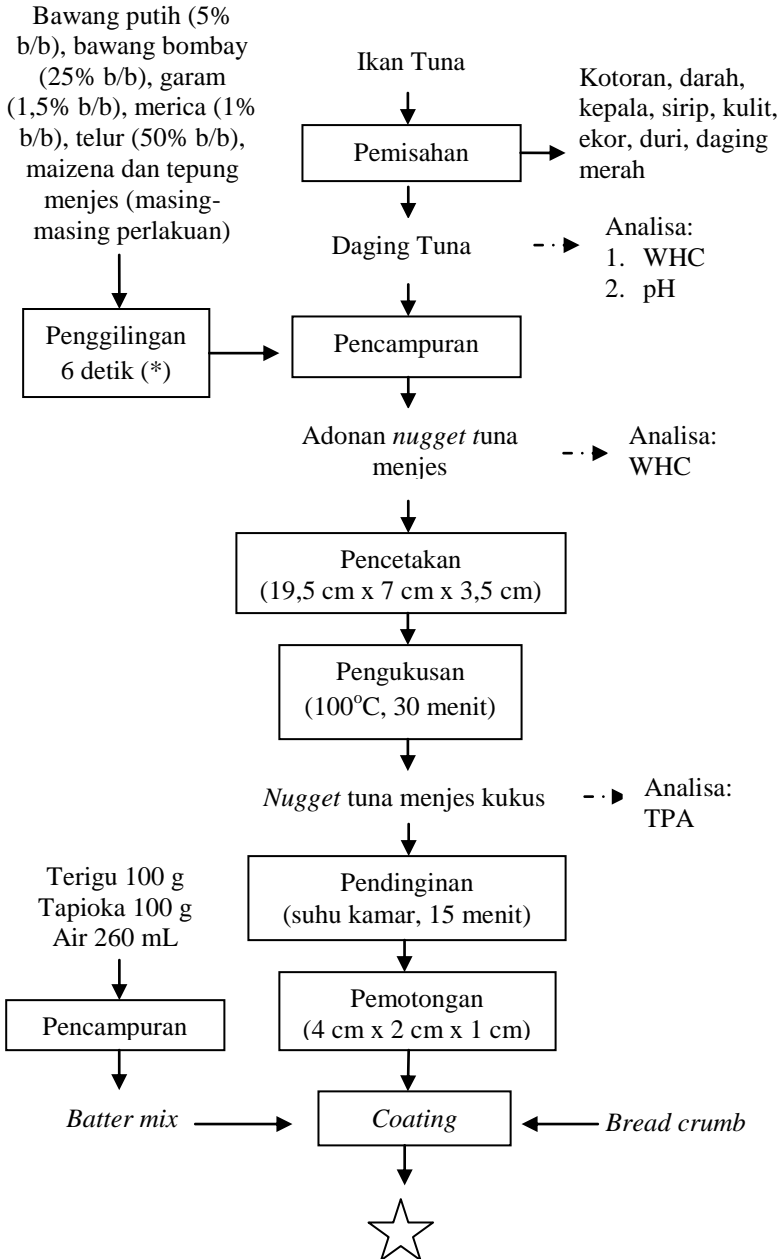 Bawang putih (5%
b/b), bawang bombay
(25% b/b), garam
(1,5% b/b), merica (1%
b/b), telur (50% b/b),
maizena dan tepung
menjes (masing-
masing perlakuan)
Ikan Tuna
Kotoran, darah,
kepala, sirip, kulit,
ekor, duri, daging
merah
Pemisahan
Daging Tuna
Analisa:
1. WHC
2. pH
Penggilingan
6 detik (*)
Pencampuran
Adonan nugget tuna
menjes
Analisa:
WHC
Pencetakan
(19,5 cm x 7 cm x 3,5 cm)
Pengukusan
(100°C, 30 menit)
Nugget tuna menjes kukus
Analisa:
TPA
Terigu 100 g
Tapioka 100 g
Air 260 mL
Pendinginan
(suhu kamar, 15 menit)
Pencampuran
Pemotongan
(4 cm x 2 cm x 1 cm)
Batter mix
Coating
Bread crumb